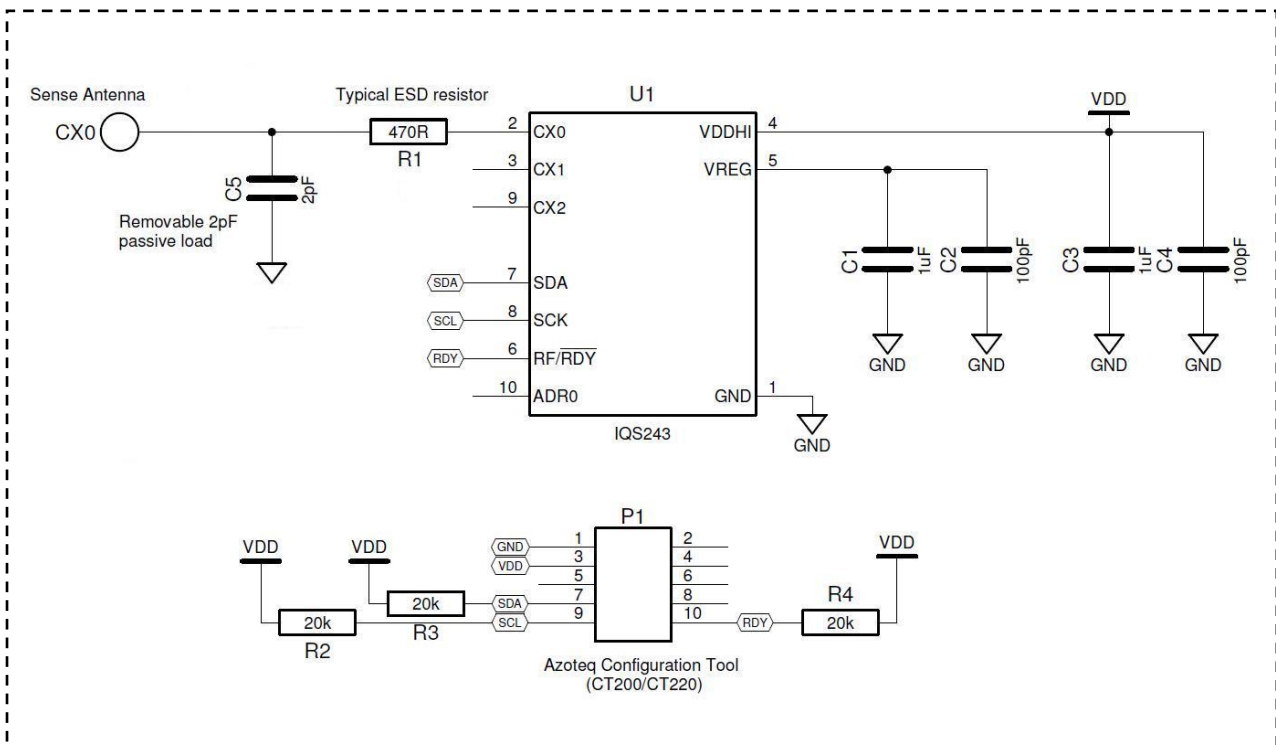 Sense Antenna
CX0
Typical ESD resistor
470R
R1
C5
2pF
Removable 2pF
passive load
U1
2
CX0
3
CX1
9
CX2
SDA
7
SDA
SCL
8
SCK
RDY
6
RF/RDY
10
ADR0
VDDHI
4
VREG
5
GND
1
GND
IQS243
VDD
C1
1uF
C2
100pF
C3
1uF
C4
100pF
GND
GND
GND
GND
P1
VDD
VDD
GND
1
VDD
3
5
SDA
7
SCL
9
2
4
6
8
10
20k
R3
20k
R2
RDY
R4
20k
VDD
Azoteq Configuration Tool
(CT200/CT220)